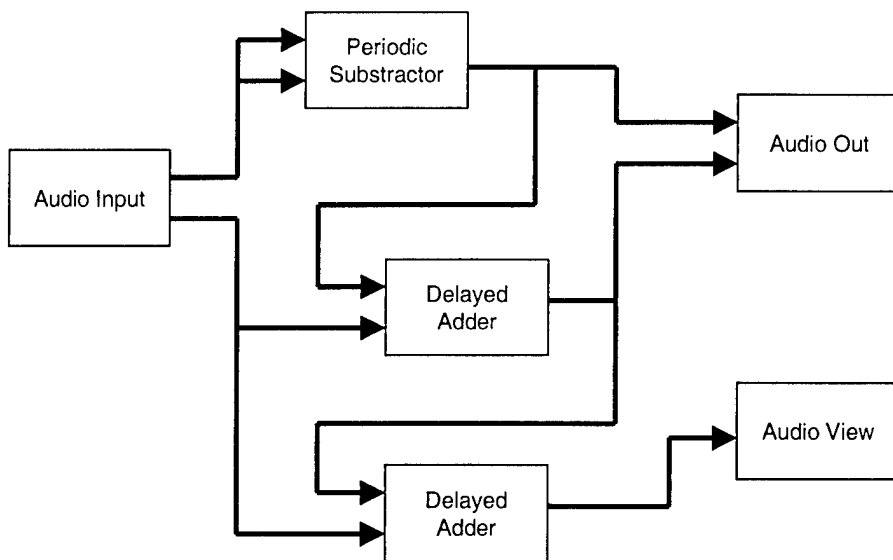 Periodic
Substractor
Audio Out
Audio Input
Delayed
Adder
Audio View
Delayed
Adder